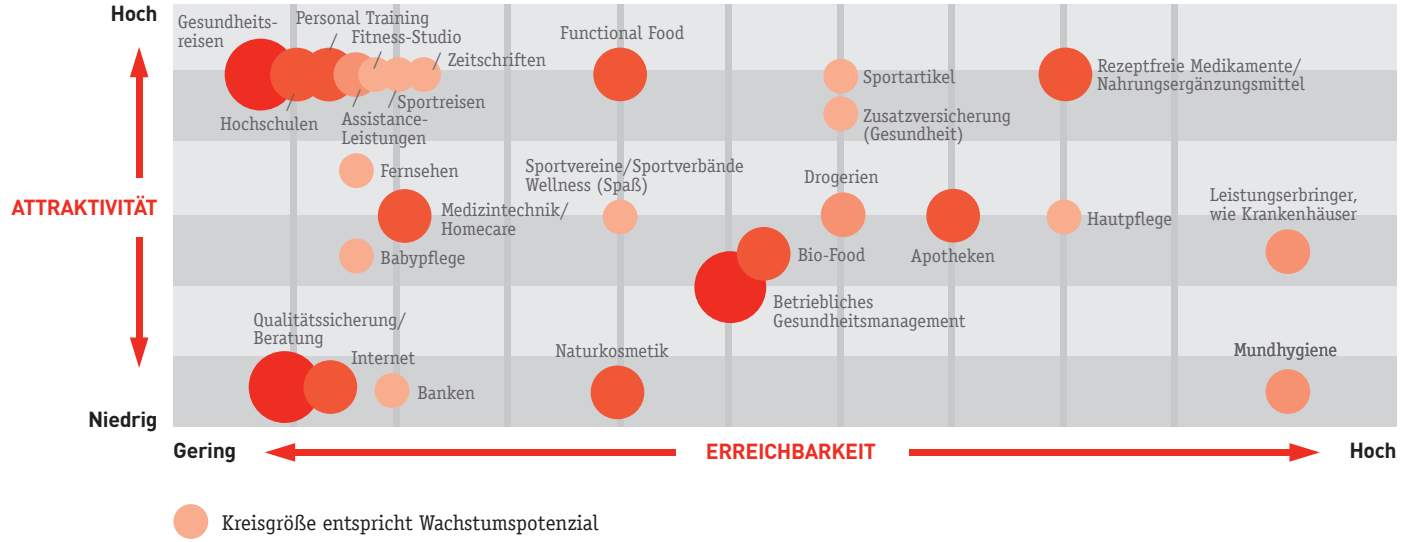 Hoch
Gesundheits-
reisen
Personal Training
Fitness-Studio
Zeitschriften
Functional Food
Sportartikel
Rezeptfreie Medikamente/
Nahrungsergänzungsmittel
Hochschulen
Assistance-
Leistungen
Sportreisen
Zusatzversicherung
(Gesundheit)
Fernsehen
Sportvereine/Sportverbände
Wellness (Spaß)
Drogerien
Leistungserbringer,
wie Krankenhäuser
ATTRAKTIVITÄT
Medizintechnik/
Homecare
Hautpflege
Babypflege
Bio-Food
Apotheken
Betriebliches
Gesundheitsmanagement
Qualitätssicherung/
Beratung
Internet
Banken
Naturkosmetik
Mundhygiene
Niedrig
Gering
ERREICHBARKEIT
Hoch
Kreisgröße entspricht Wachstumspotenzial